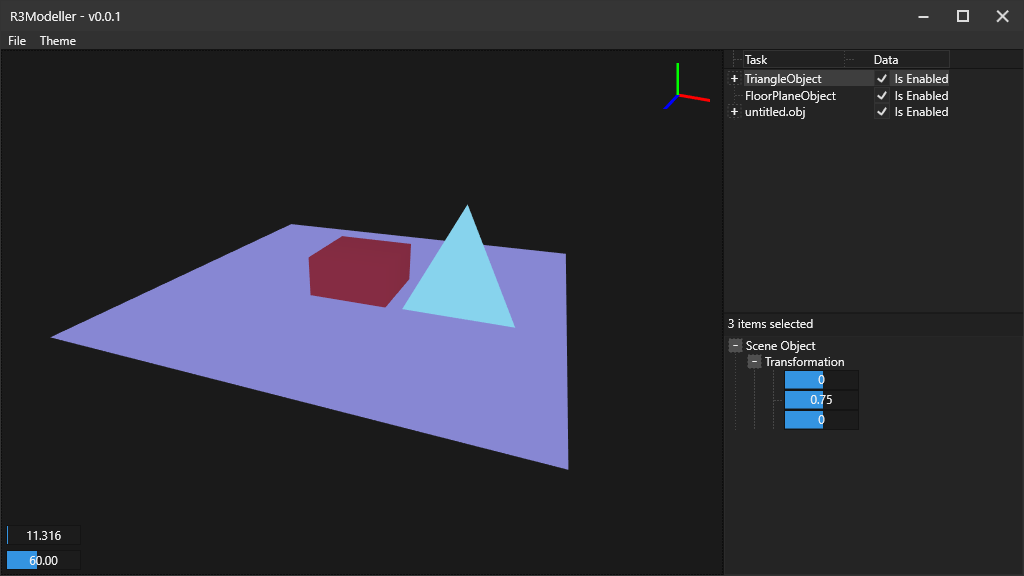 R3Modeller - v0.0.1
File Theme
Task Data
TriangleObject Is Enabled
FloorPlaneObject Is Enabled
untitled.obj Is Enabled
3 items selected
Scene Object
Transformation
0
0.75
0
11.316
60.00